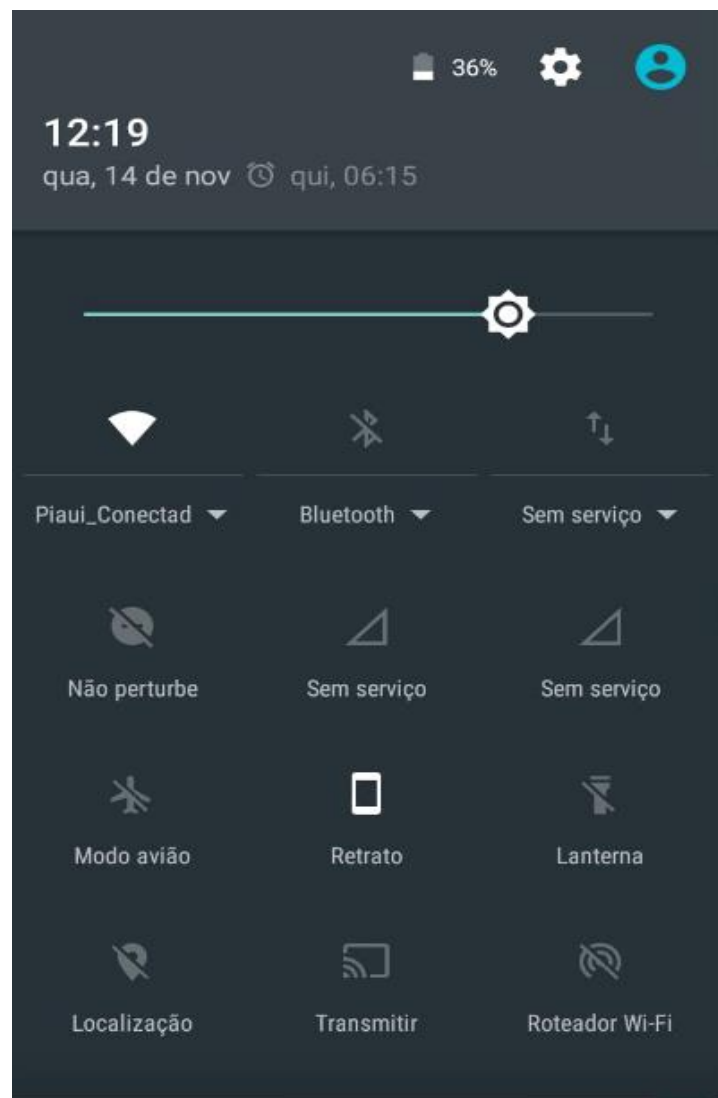 36%
12:19
qua, 14 de nov qui, 06:15
Piaui_Conectad Bluetooth Sem serviço
Não perturbe Sem serviço Sem serviço
Modo avião Retrato Lanterna
Localização Transmitir Roteador Wi-Fi